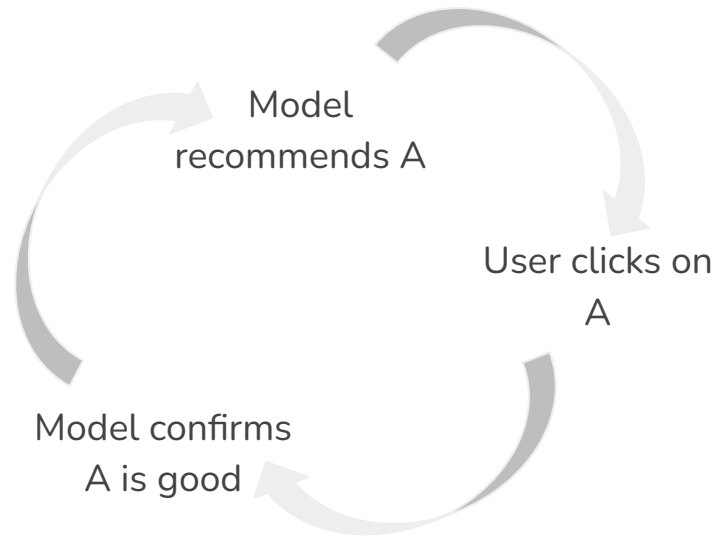 Model
recommends A
User clicks on
A
Model confirms
A is good